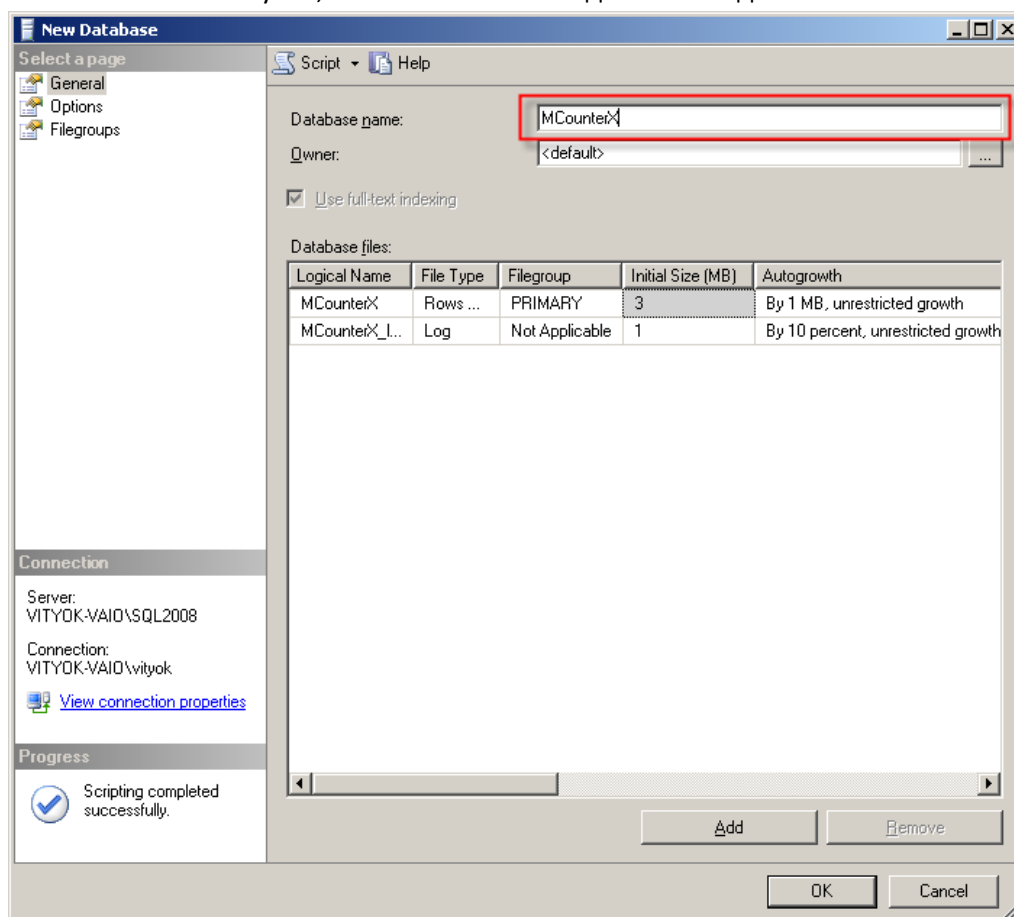 New Database
Select a page
General
Options
Filegroups
Script Help
Database name: MCounterX
Owner: <default> ...
Use full-text indexing
Database files:
Logical Name File Type Filegroup Initial Size (MB) Autogrowth
MCounterX Rows ... PRIMARY 3 By 1 MB, unrestricted growth
MCounterX_l... Log Not Applicable 1 By 10 percent, unrestricted growth
Connection
Server:
VITYOK-VAIO\SQL2008
Connection:
VITYOK-VAIO\vityok
View connection properties
Progress
Scripting completed
successfully.
Add Remove
OK Cancel